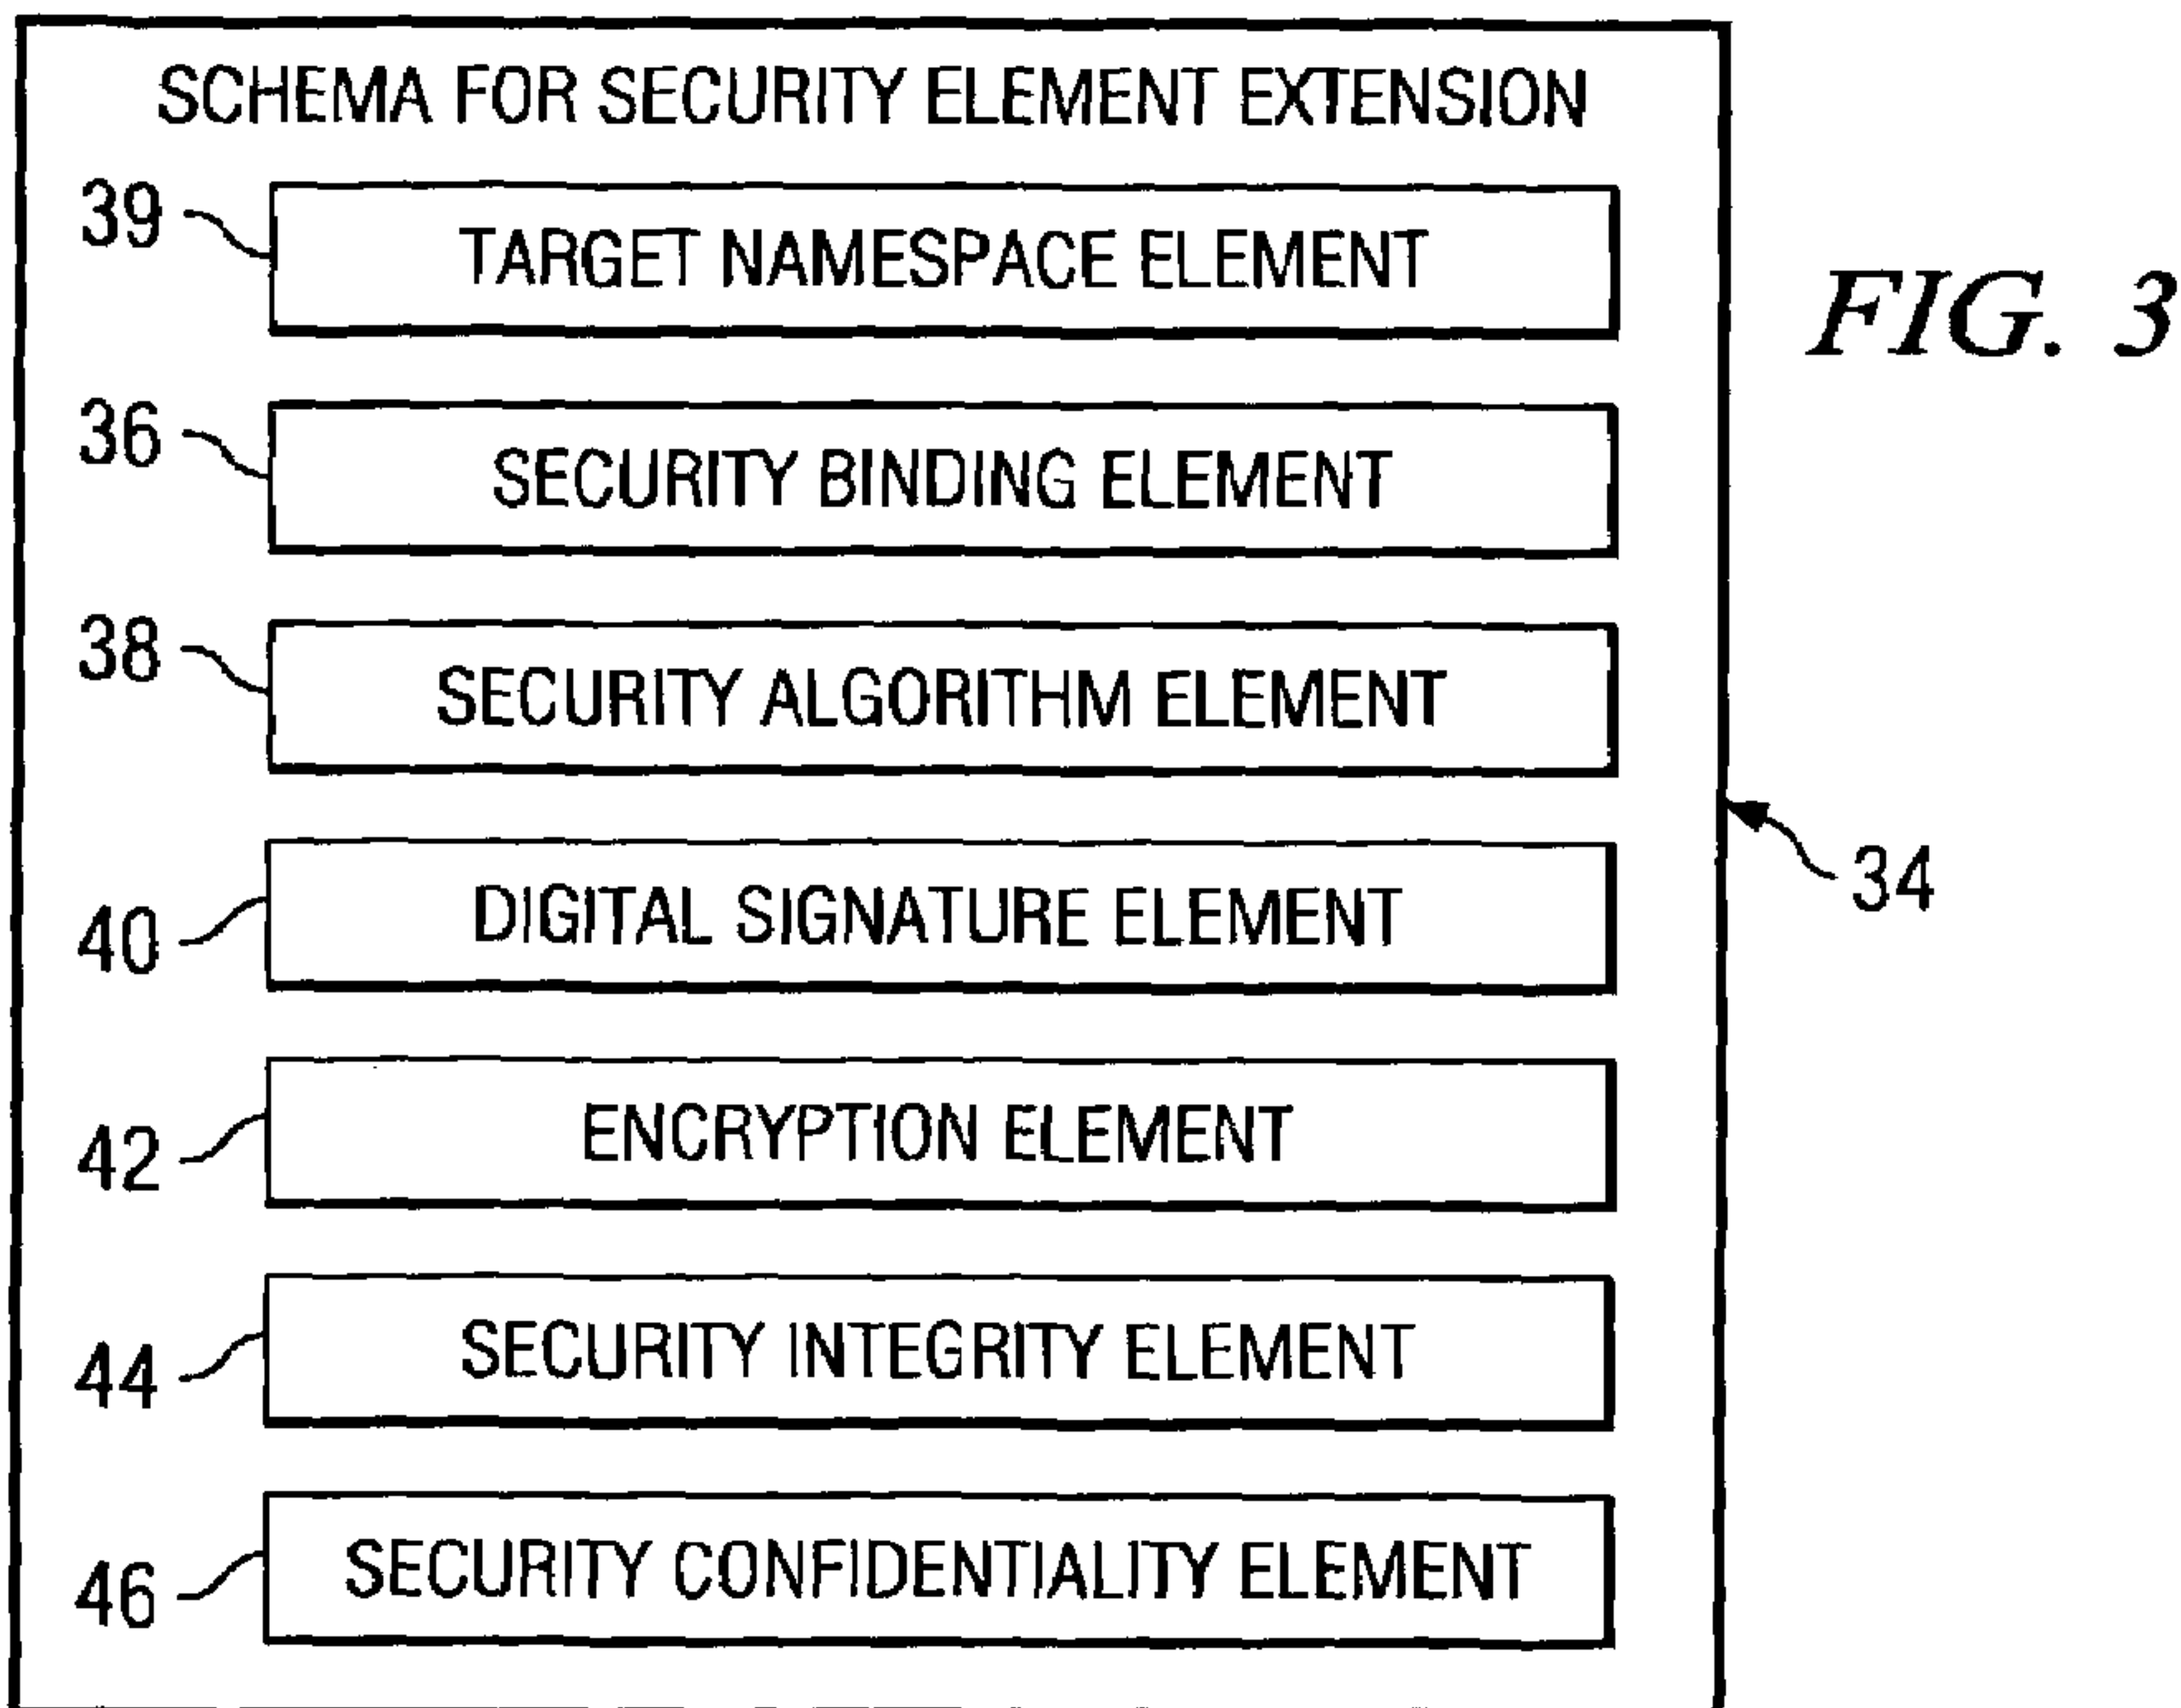 SCHEMA FOR SECURITY ELEMENT EXTENSION
39
TARGET NAMESPACE ELEMENT
FIG. 3
36
SECURITY BINDING ELEMENT
38
SECURITY ALGORITHM ELEMENT
34
40
DIGITAL SIGNATURE ELEMENT
42
ENCRYPTION ELEMENT
44
SECURITY INTEGRITY ELEMENT
46
SECURITY CONFIDENTIALITY ELEMENT